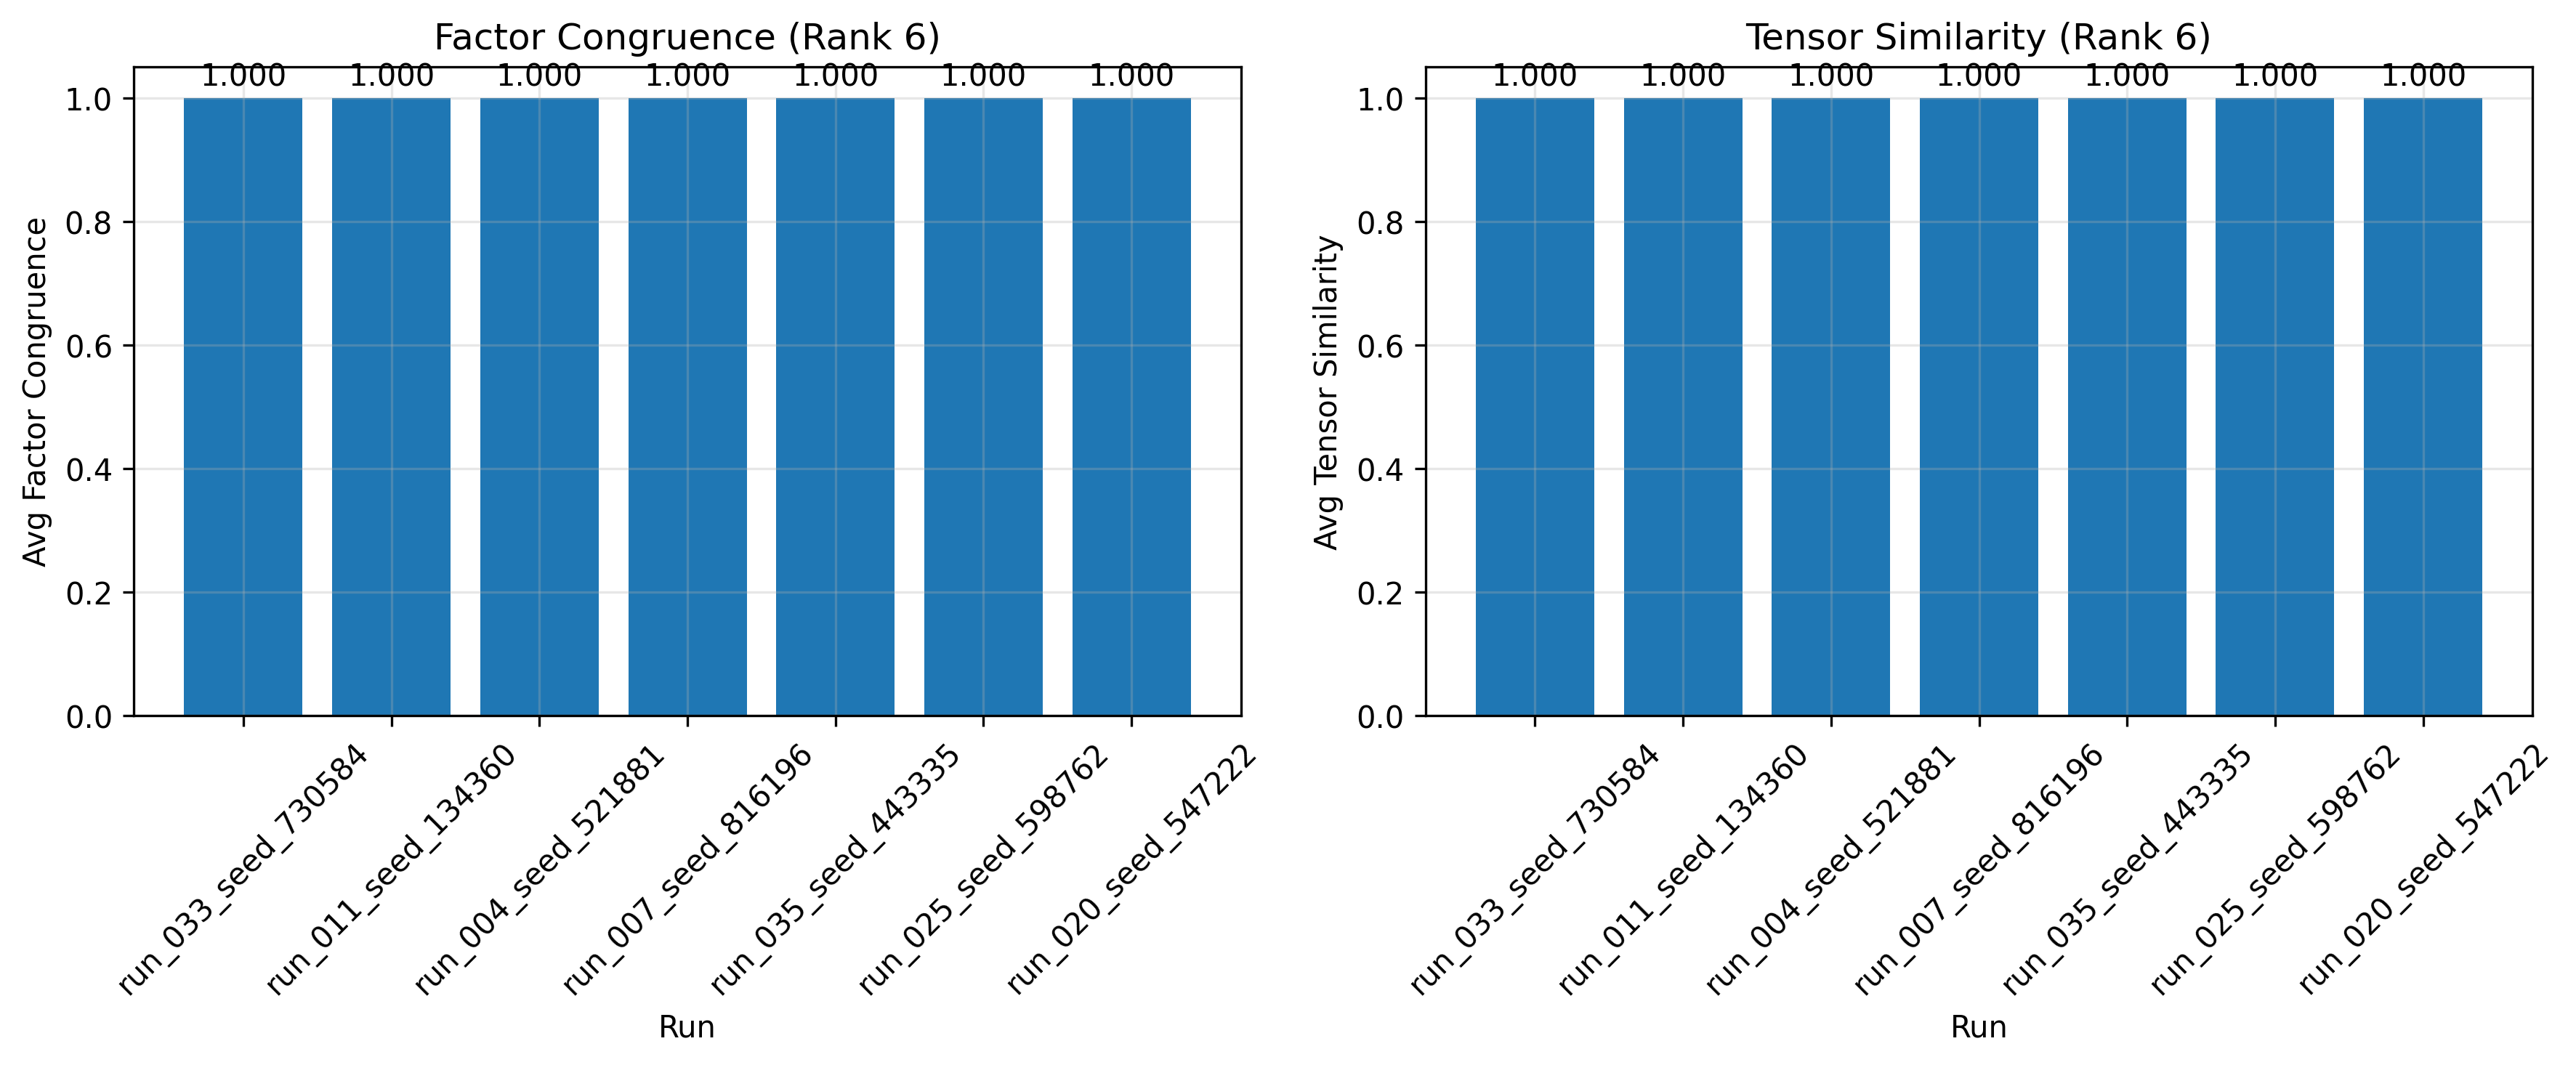 Factor Congruence (Rank 6)
1.000 1.000 1.000 1.000 1.000 1.000 1.000
1.0
0.8
0.6
0.4
0.2
0.0
Avg Factor Congruence
run_033_seed_730584
run_011_seed_134360
run_004_seed_521881
run_007_seed_816196
run_035_seed_443335
run_025_seed_598762
run_020_seed_547222
Run
Tensor Similarity (Rank 6)
1.000 1.000 1.000 1.000 1.000 1.000 1.000
1.0
0.8
0.6
0.4
0.2
0.0
Avg Tensor Similarity
run_033_seed_730584
run_011_seed_134360
run_004_seed_521881
run_007_seed_816196
run_035_seed_443335
run_025_seed_598762
run_020_seed_547222
Run